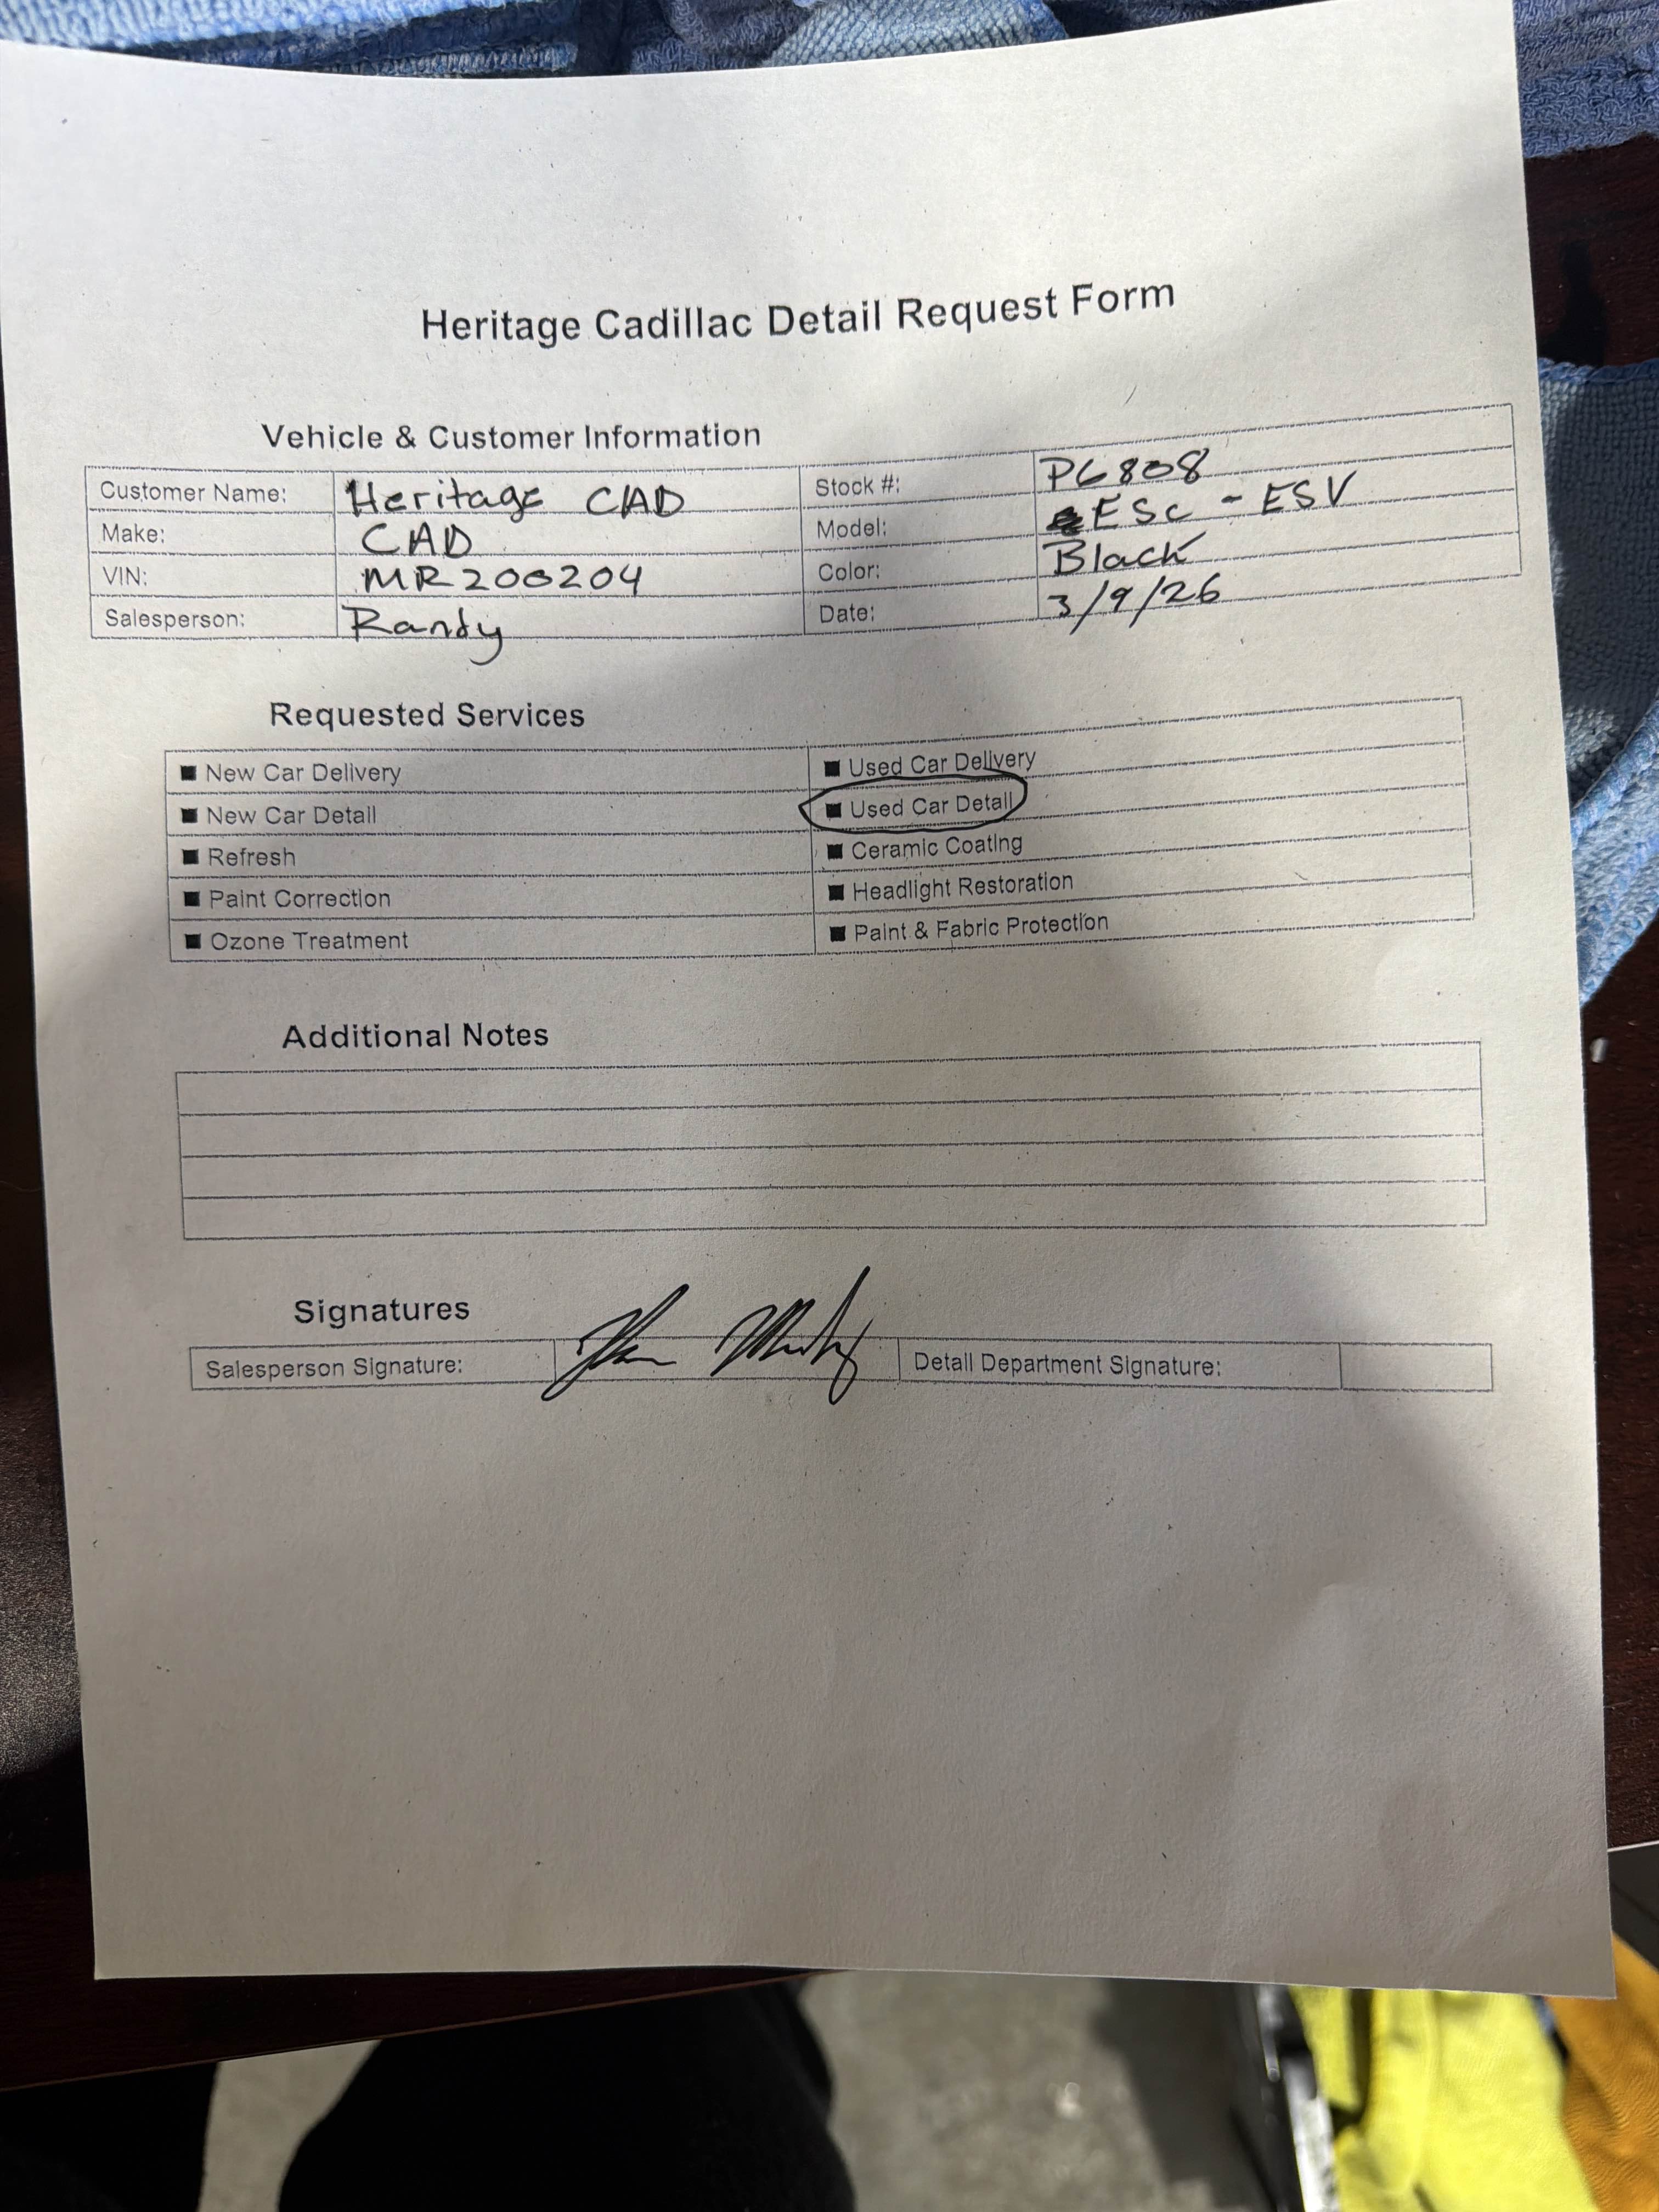 Heritage Cadillac Detail Request Form
Vehicle & Customer Information
Customer Name: Heritage CAD Stock #: P6808
Make: CAD Model: ESC - ESV
VIN: MR200204 Color: Black
Salesperson: Randy Date: 3/9/26
Requested Services
■ New Car Delivery ■ Used Car Delivery
■ New Car Detail ■ Used Car Detail
■ Refresh ■ Ceramic Coating
■ Paint Correction ■ Headlight Restoration
■ Ozone Treatment ■ Paint & Fabric Protection
Additional Notes
Signatures
Salesperson Signature: Detail Department Signature: